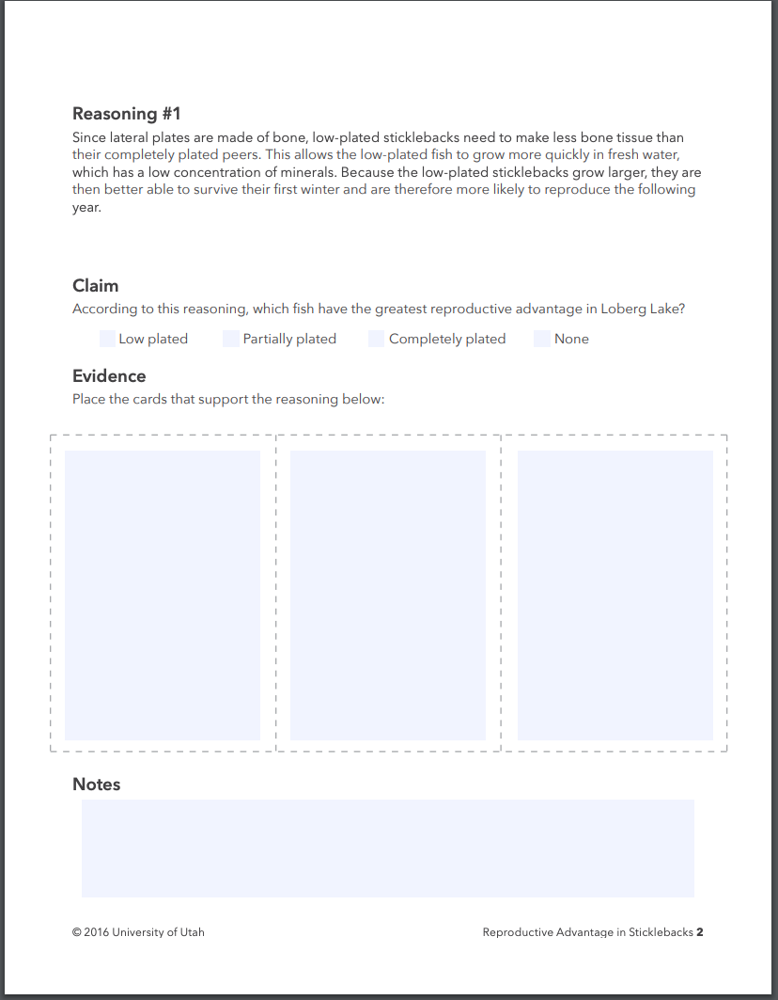 Reasoning #1
Since lateral plates are made of bone, low-plated sticklebacks need to make less bone tissue than
their completely plated peers. This allows the low-plated fish to grow more quickly in fresh water,
which has a low concentration of minerals. Because the low-plated sticklebacks grow larger, they are
then better able to survive their first winter and are therefore more likely to reproduce the following
year.
Claim
According to this reasoning, which fish have the greatest reproductive advantage in Loberg Lake?
Low plated Partially plated Completely plated None
Evidence
Place the cards that support the reasoning below:
Notes
© 2016 University of Utah Reproductive Advantage in Sticklebacks 2